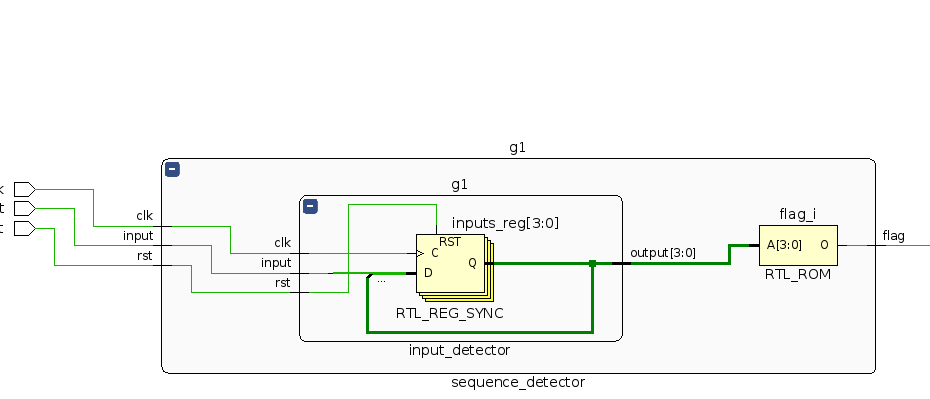 g1
g1
clk
input
rst
clk
input
rst
inputs_reg[3:0]
RST
C
D
Q
...
RTL_REG_SYNC
input_detector
output[3:0]
flag_i
A[3:0]
O
RTL_ROM
flag
sequence_detector